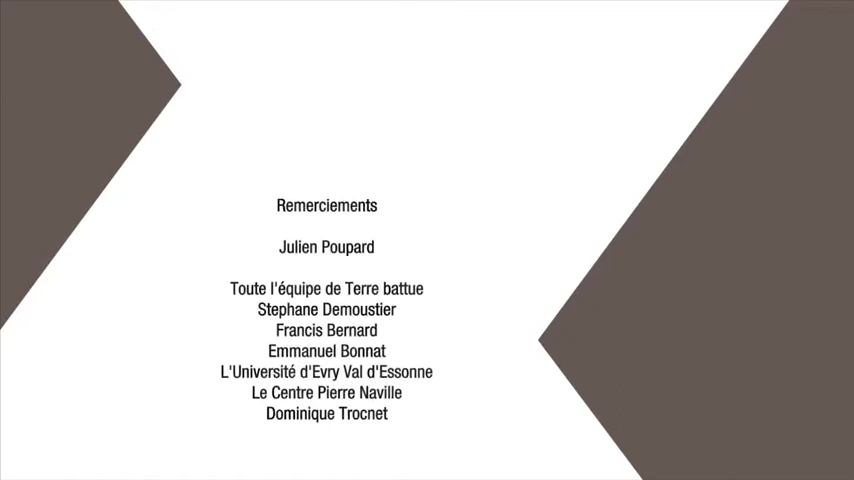 Remerciements
Julien Poupard
Toute l'équipe de Terre battue
Stephane Demoustier
Francis Bernard
Emmanuel Bonnat
L'Université d'Evry Val d'Essonne
Le Centre Pierre Naville
Dominique Trocnet